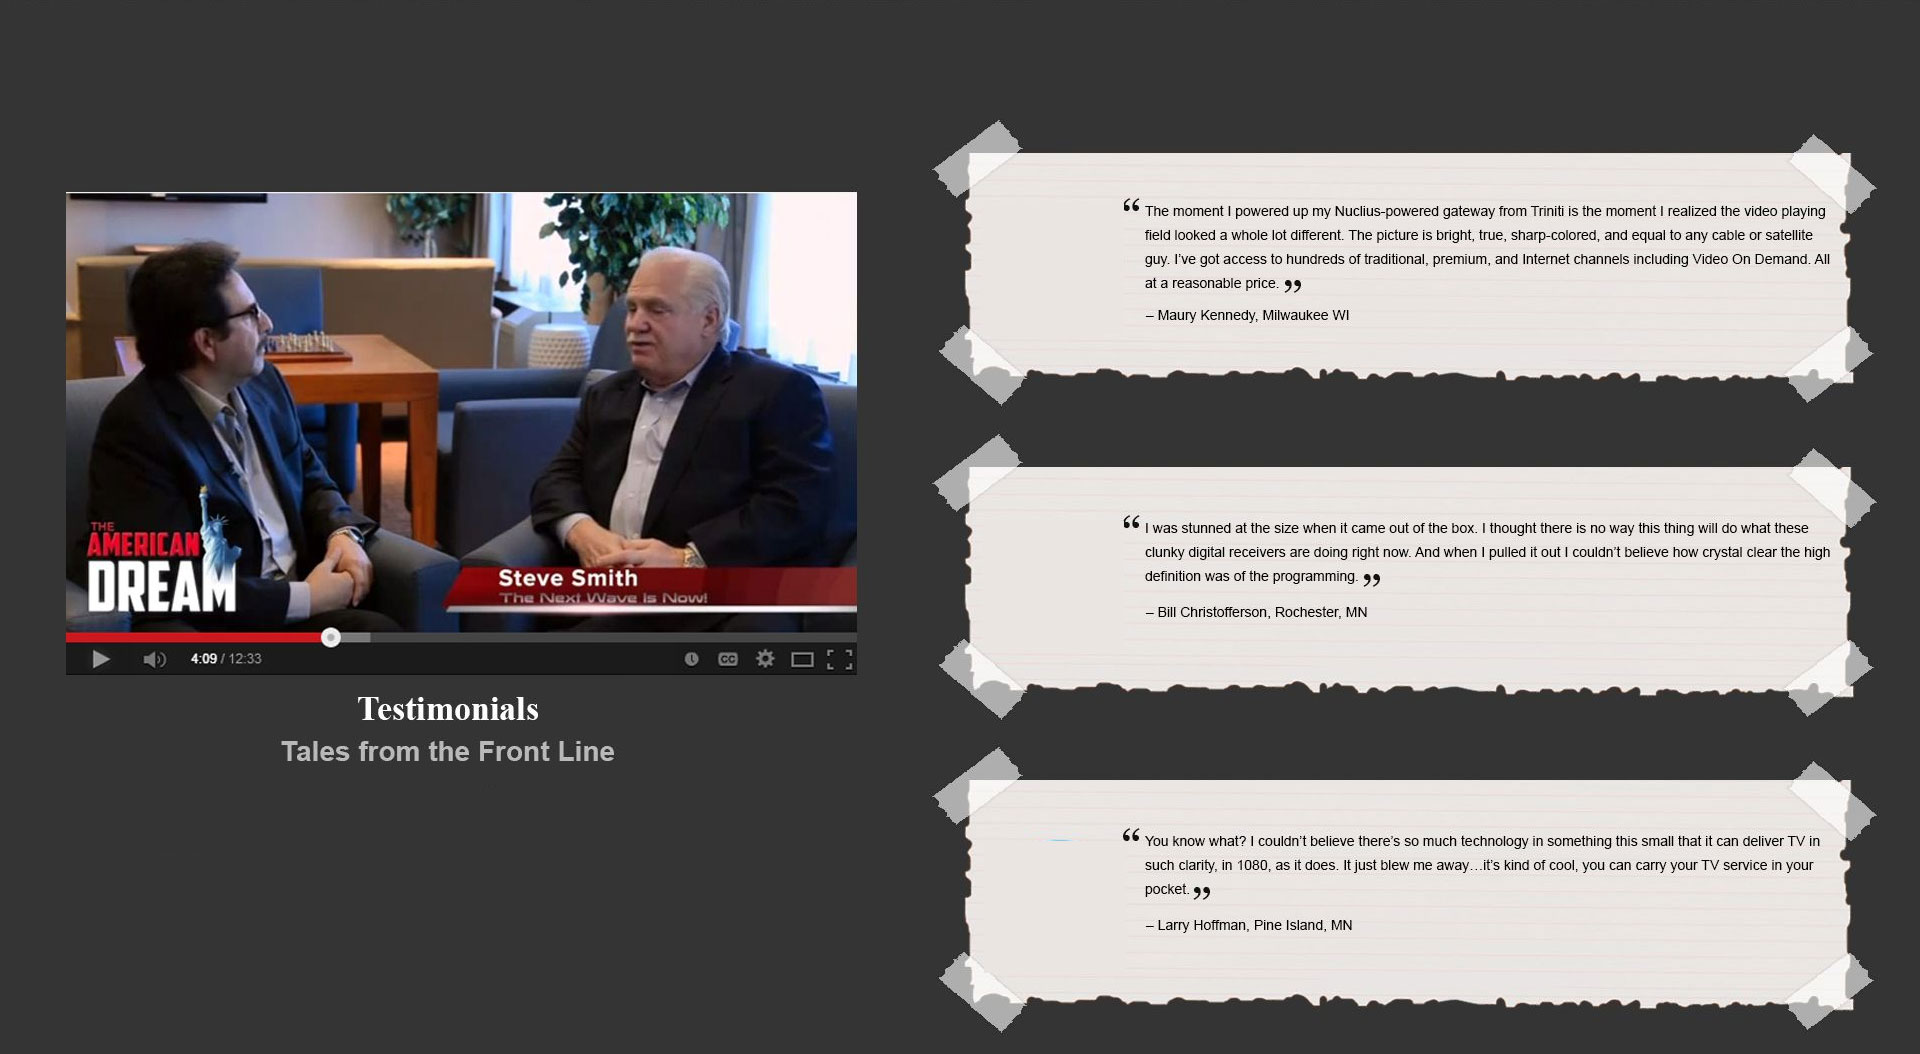 THE
AMERICAN
DREAM
Steve Smith
The Next Wave Is Now!
4:09 / 12:33
CC
Testimonials
Tales from the Front Line
“ The moment I powered up my Nuclius-powered gateway from Triniti is the moment I realized the video playing
field looked a whole lot different. The picture is bright, true, sharp-colored, and equal to any cable or satellite
guy. I’ve got access to hundreds of traditional, premium, and Internet channels including Video On Demand. All
at a reasonable price. ”
– Maury Kennedy, Milwaukee WI
“ I was stunned at the size when it came out of the box. I thought there is no way this thing will do what these
clunky digital receivers are doing right now. And when I pulled it out I couldn’t believe how crystal clear the high
definition was of the programming. ”
– Bill Christofferson, Rochester, MN
“ You know what? I couldn’t believe there’s so much technology in something this small that it can deliver TV in
such clarity, in 1080, as it does. It just blew me away…it’s kind of cool, you can carry your TV service in your
pocket. ”
– Larry Hoffman, Pine Island, MN